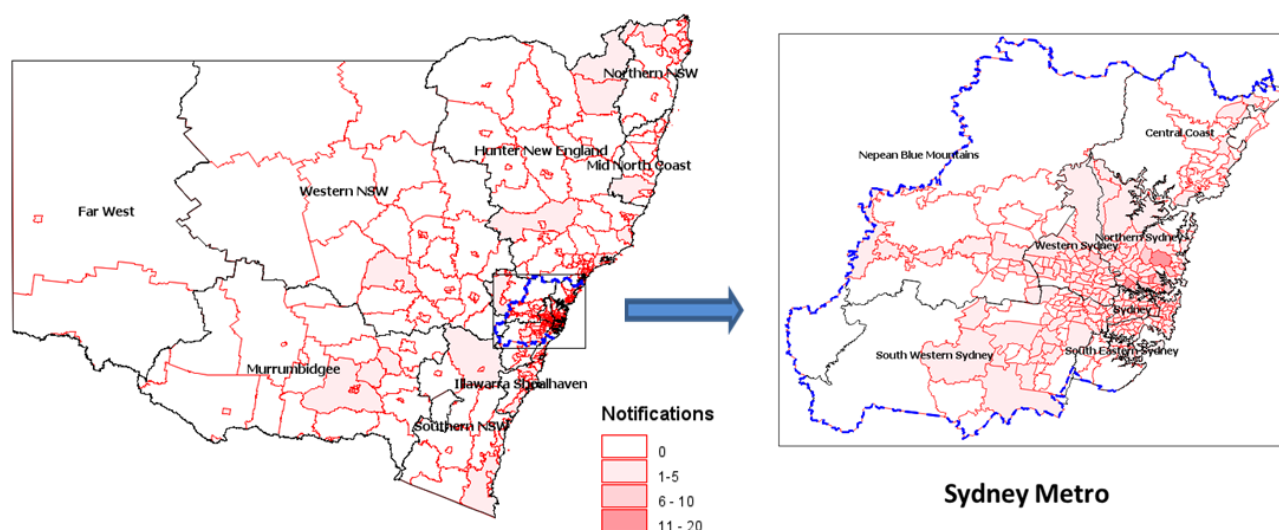 Northern NSW
Hunter New England
Mid North Coast
Western NSW
Far West
Murrumbidgee
Illawarra Shoalhaven
Southern NSW
Notifications
0
1-5
6 - 10
11 - 20
Central Coast
Nepean Blue Mountains
Northern Sydney
Western Sydney
Sydney
South Western Sydney
South Eastern Sydney
Sydney Metro